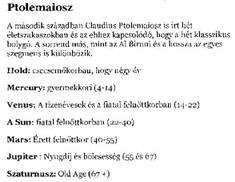 Ptolemaiosz
A második században Claudius Ptolemaiosz is írt hét
életszakaszokban és az ehhez kapcsolódó, hogy a hét klasszikus
bolygó. A sorrend más, mint az Al Biruni és a hossza az egyes
szegmens is különbözik.
Hold: csecsemőkorban, hogy négy év
Mercury: gyermekkori (4-14)
Venus: A tizenévesek és a fiatal felnőttkorban (14-22)
A Sun: fiatal felnőttkorban (22-40)
Mars: Érett felnőttkor (40-55)
Jupiter : Nyugdíj és bölcsesség (55 és 67)
Szaturnusz: Old Age (67 +)